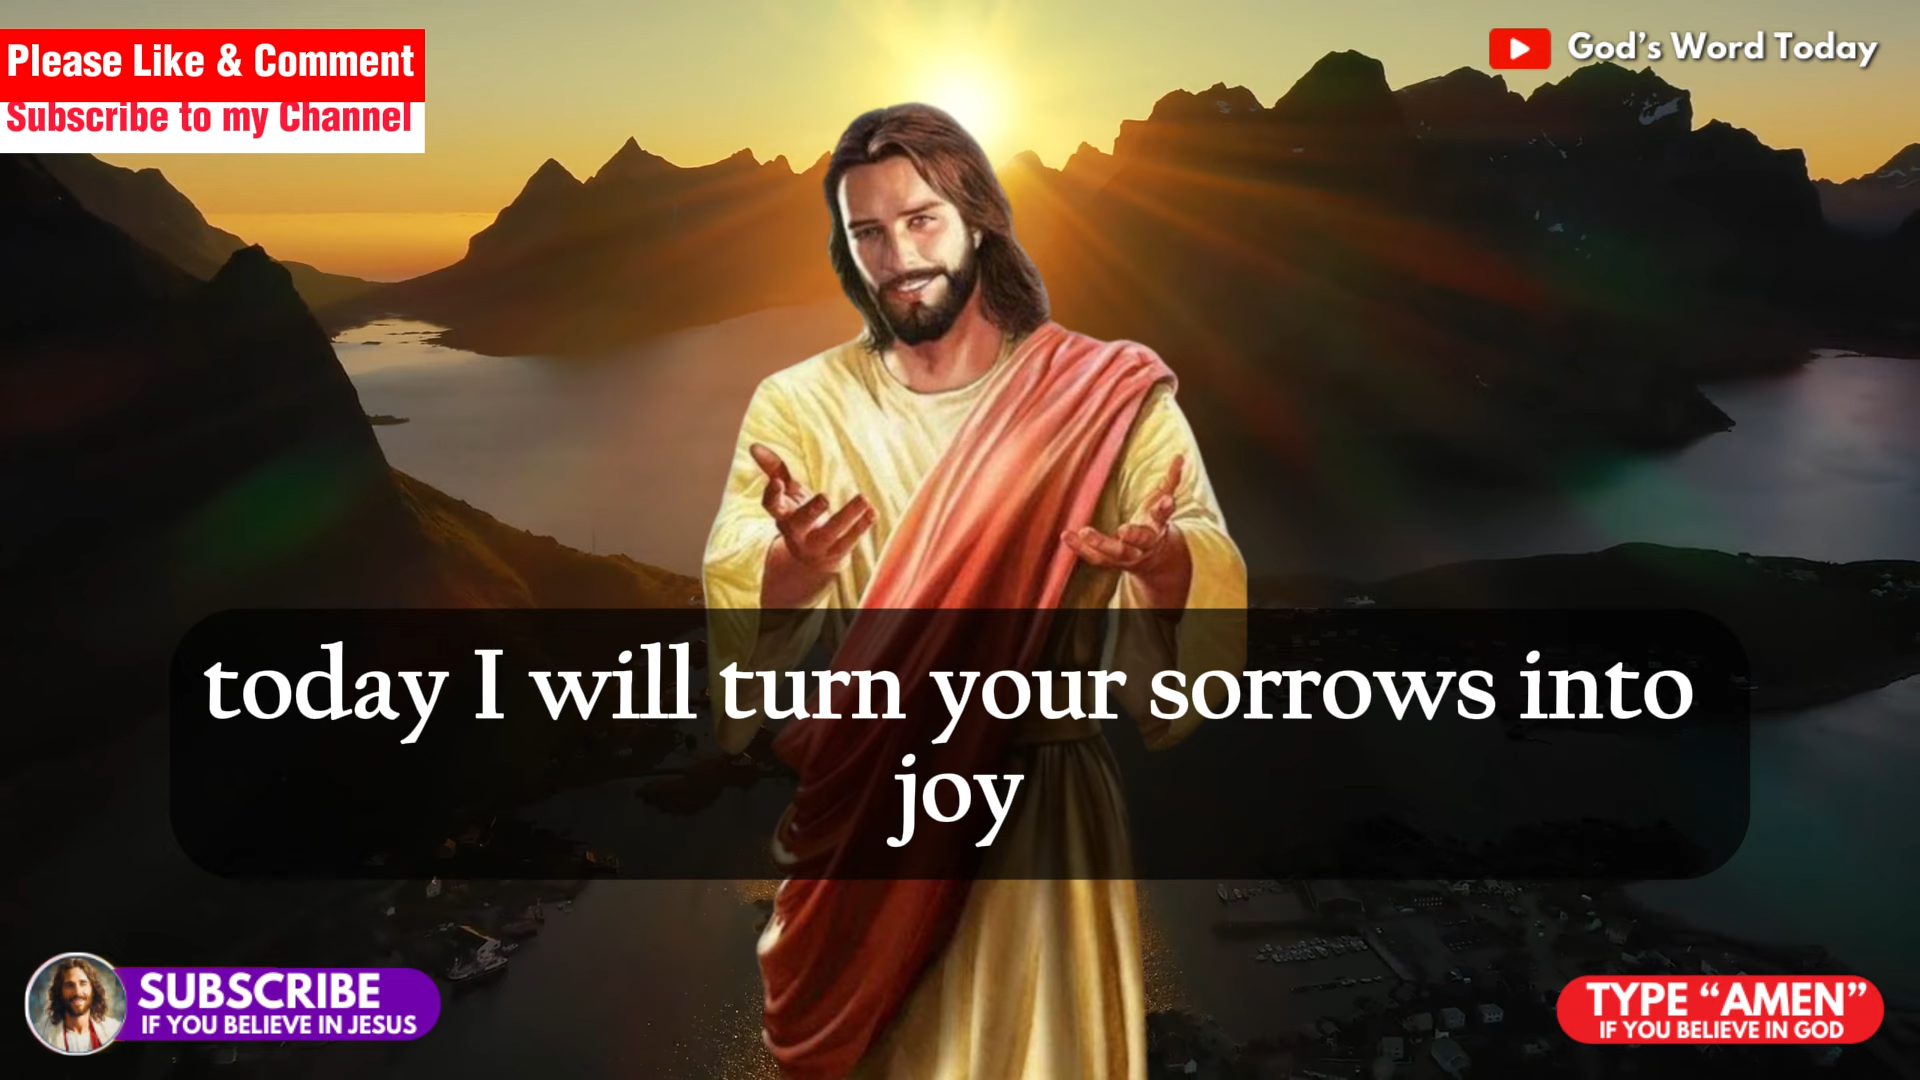 Please Like & Comment
Subscribe to my Channel
God's Word Today
today I will turn your sorrows into
joy
SUBSCRIBE
IF YOU BELIEVE IN JESUS
TYPE “AMEN”
IF YOU BELIEVE IN GOD